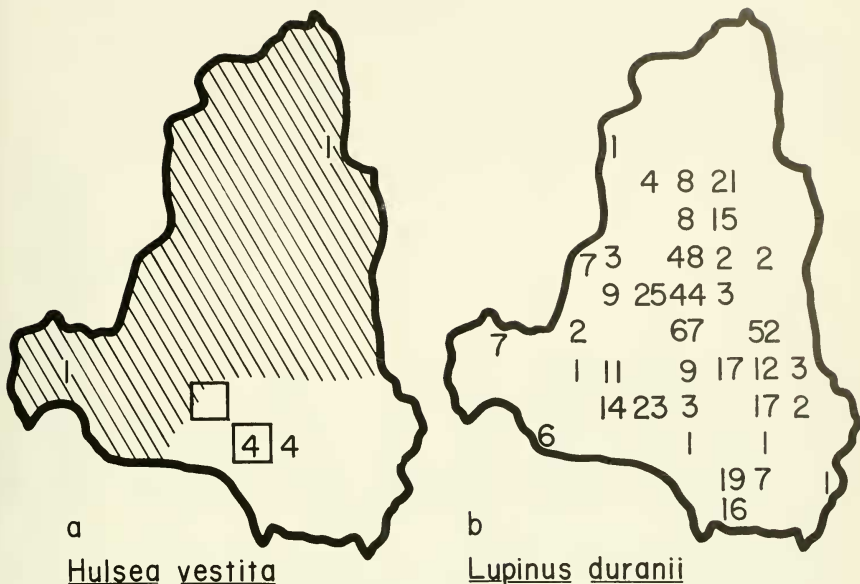 1
1
4 4
a
Hulsea vestita
1
4 8 21
8 15
7 3 48 2 2
9 25 44 3
7 2 67 52
1 11 9 17 12 3
14 23 3 17 2
6 1 1
19 7 1
16
b
Lupinus duranii